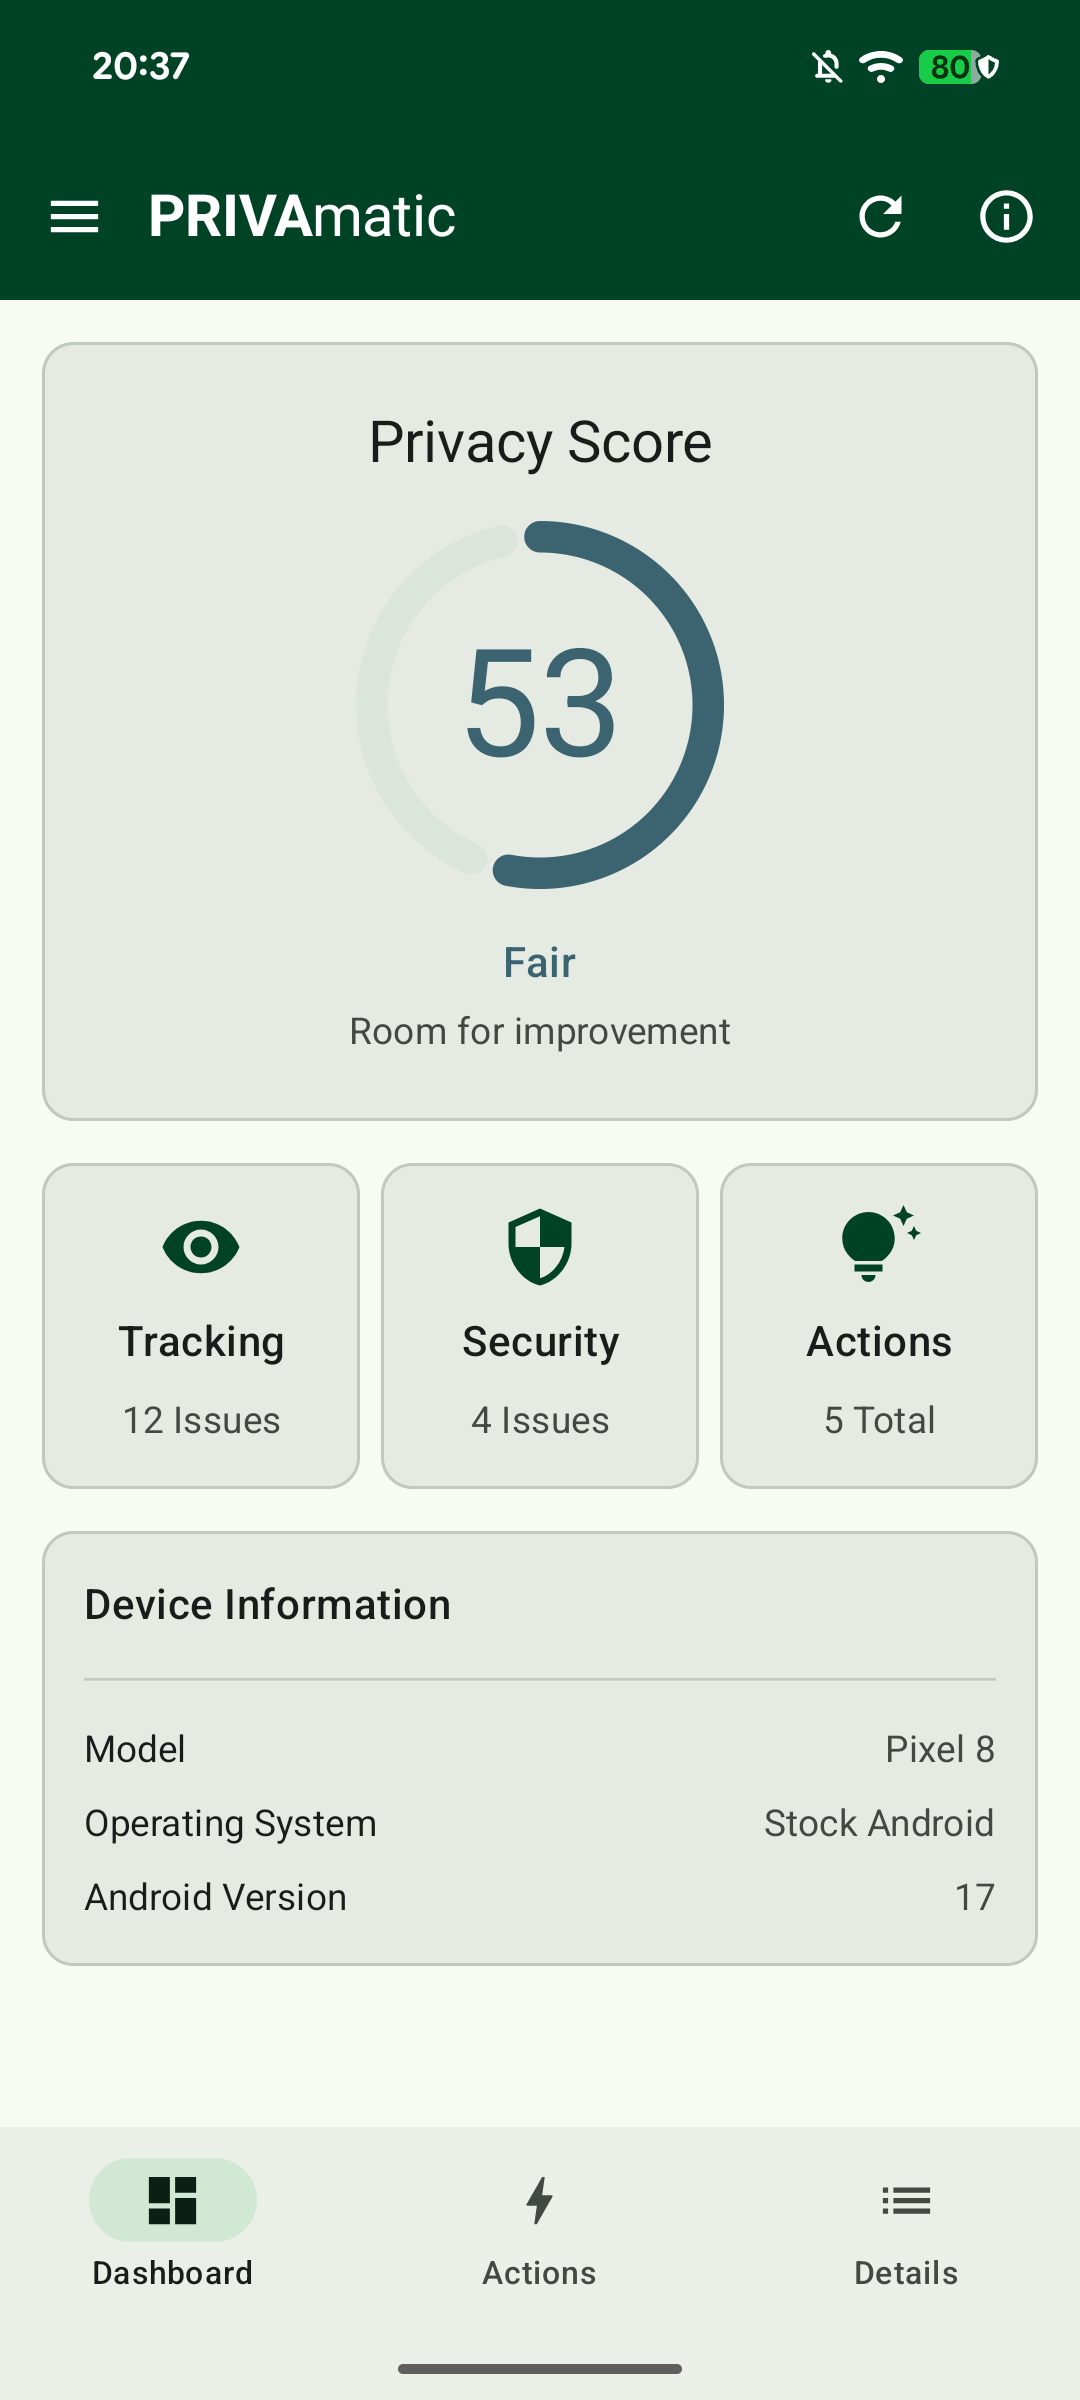 20:37
80
PRIVAmatic
Privacy Score
53
Fair
Room for improvement
Tracking
12 Issues
Security
4 Issues
Actions
5 Total
Device Information
Model
Pixel 8
Operating System
Stock Android
Android Version
17
Dashboard
Actions
Details